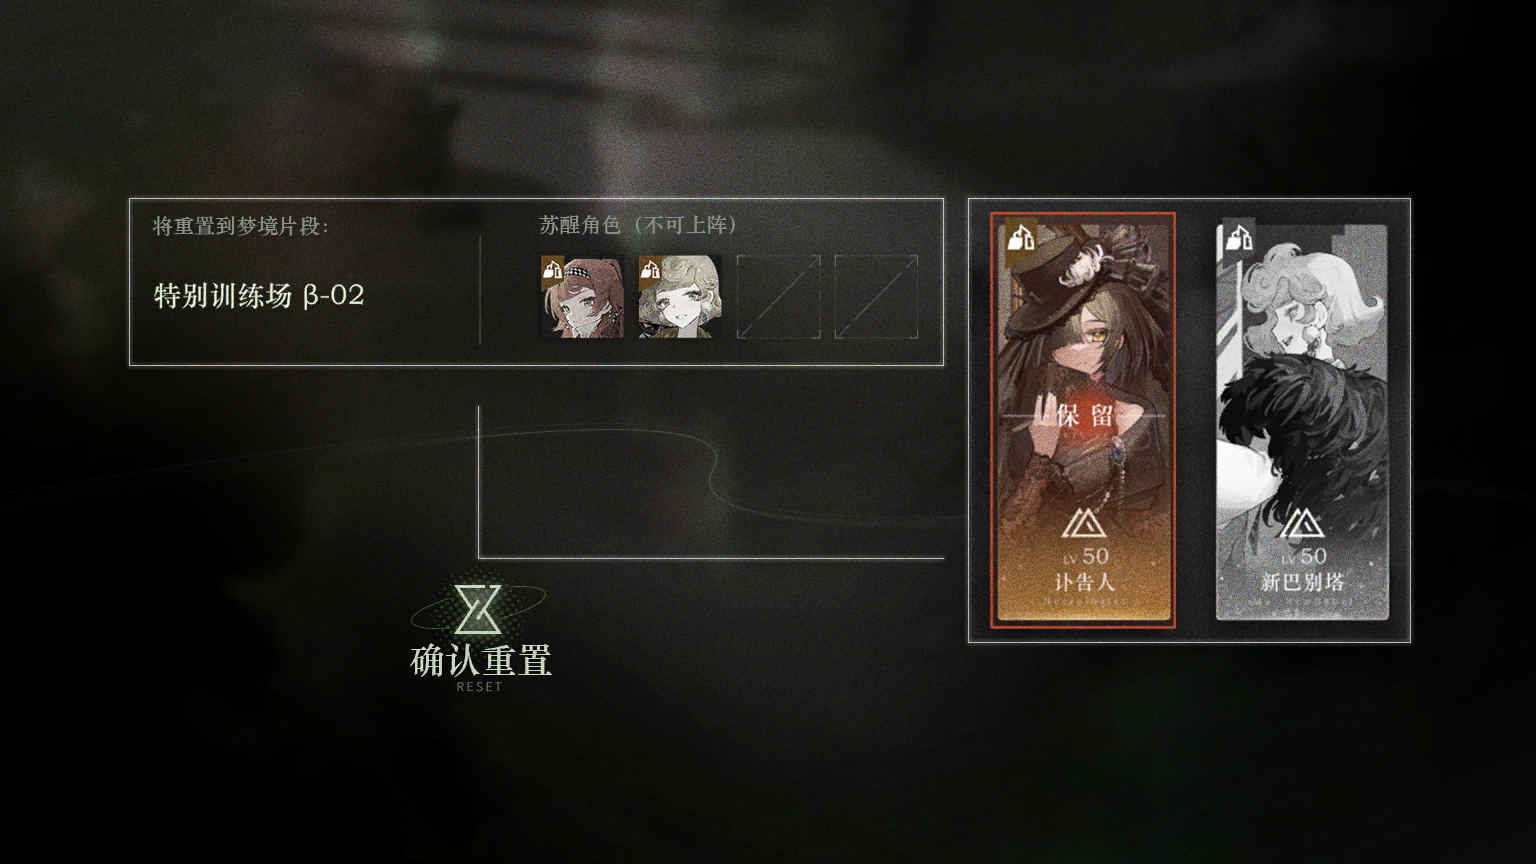 将重置到梦境片段：
特别训练场 β-02
苏醒角色（不可上阵）
保留
LV 50
讣告人
LV 50
新巴别塔
确认重置
RESET